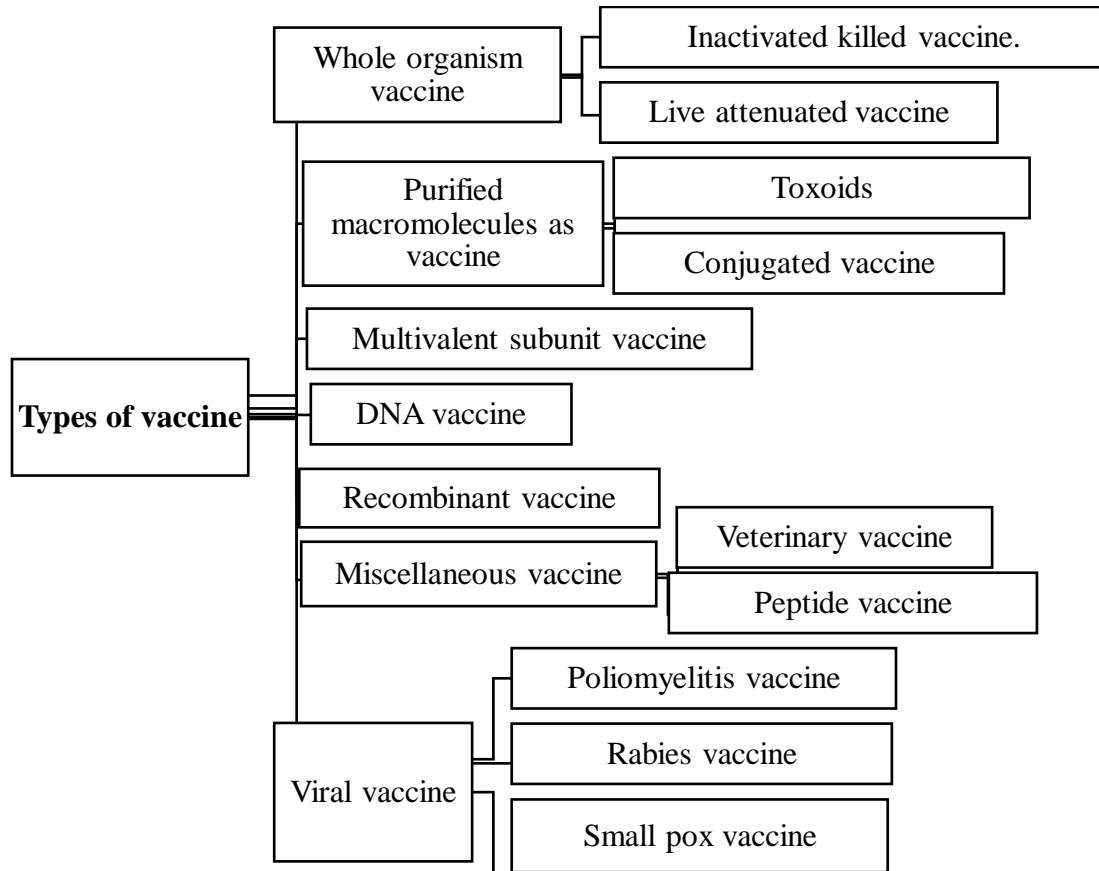 Types of vaccine
Whole organism
vaccine
Inactivated killed vaccine.
Live attenuated vaccine
Purified
macromolecules as
vaccine
Toxoids
Conjugated vaccine
Multivalent subunit vaccine
DNA vaccine
Recombinant vaccine
Miscellaneous vaccine
Veterinary vaccine
Peptide vaccine
Viral vaccine
Poliomyelitis vaccine
Rabies vaccine
Small pox vaccine